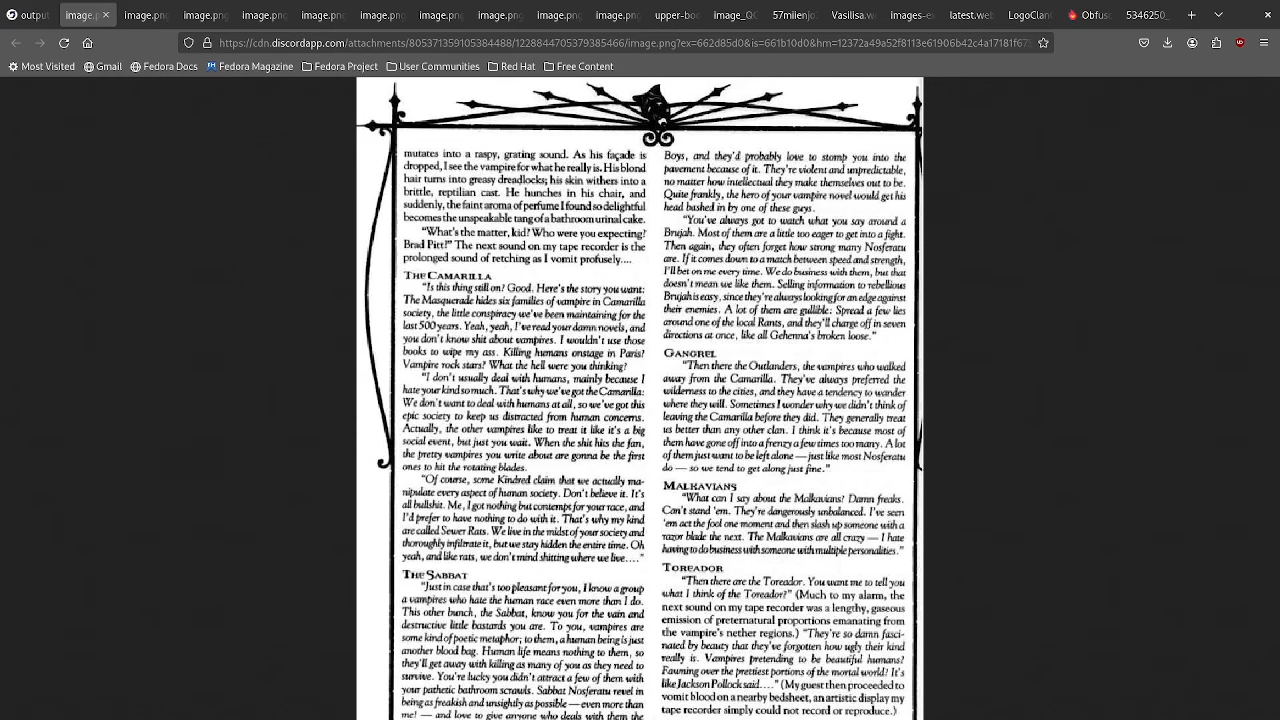 output
image.
image.pn
image.pn
image.pn
image.pn
image.pn
image.pn
image.pn
image.pn
image.pn
upper-bo
image_QC
57milenjo
Vasilisa.w
images-e
latest.web
LogoClan
Obfusc
5346250_
https://cdn.discordapp.com/attachments/805371359105384488/1228844705379385466/image.png?ex=662d85d0&is=661b10d0&hm=12372a49a52f8113e61906b42c4a17181f67
Most Visited
Gmail
Fedora Docs
Fedora Magazine
Fedora Project
User Communities
Red Hat
Free Content
mutates into a raspy, grating sound. As his façade is
dropped, I see the vampire for what he really is. His blond
hair turns into greasy dreadlocks; his skin withers into a
brittle, reptilian cast. He hunches in his chair, and
suddenly, the faint aroma of perfume I found so delightful
becomes the unspeakable tang of a bathroom urinal cake.
"What's the matter, kid? Who were you expecting?
Brad Pitt?" The next sound on my tape recorder is the
prolonged sound of retching as I vomit profusely....
THE CAMARILLA
"Is this thing still on? Good. Here's the story you want:
The Masquerade hides six families of vampire in Camarilla
society, the little conspiracy we've been maintaining for the
last 500 years. Yeah, yeah, I've read your damn novels, and
you don't know shit about vampires. I wouldn't use those
books to wipe my ass. Killing humans onstage in Paris?
Vampire rock stars? What the hell were you thinking?
"I don't usually deal with humans, mainly because I
hate your kind so much. That's why we've got the Camarilla:
We don't want to deal with humans at all, so we've got this
epic society to keep us distracted from human concerns.
Actually, the other vampires like to treat it like it's a big
social event, but just you wait. When the shit hits the fan,
the pretty vampires you write about are gonna be the first
ones to hit the rotating blades.
"Of course, some Kindred claim that we actually ma-
nipulate every aspect of human society. Don't believe it. It's
all bullshit. Me, I got nothing but contempt for your race, and
I'd prefer to have nothing to do with it. That's why my kind
are called Sewer Rats. We live in the midst of your society and
thoroughly infiltrate it, but we stay hidden the entire time. Oh
yeah, and like rats, we don't mind shitting where we live...."
THE SABBAT
"Just in case that's too pleasant for you, I know a group
a vampires who hate the human race even more than I do.
This other bunch, the Sabbat, know you for the vain and
destructive little bastards you are. To you, vampires are
some kind of poetic metaphor; to them, a human being is just
another blood bag. Human life means nothing to them, so
they'll get away with killing as many of you as they need to
survive. You're lucky you didn't attract a few of them with
your pathetic bathroom scrawls. Sabbat Nosferatu revel in
being as freakish and unsightly as possible — even more than
me! — and love to give anyone who deals with them the
Boys, and they'd probably love to stomp you into the
pavement because of it. They're violent and unpredictable,
no matter how intellectual they make themselves out to be.
Quite frankly, the hero of your vampire novel would get his
head bashed in by one of these guys.
"You've always got to watch what you say around a
Brujah. Most of them are a little too eager to get into a fight.
Then again, they often forget how strong many Nosferatu
are. If it comes down to a match between speed and strength,
I'll bet on me every time. We do business with them, but that
doesn't mean we like them. Selling information to rebellious
Brujah is easy, since they're always looking for an edge against
their enemies. A lot of them are gullible: Spread a few lies
around one of the local Rants, and they'll charge off in seven
directions at once, like all Gehenna's broken loose."
GANGREL
"Then there the Outlanders, the vampires who walked
away from the Camarilla. They've always preferred the
wilderness to the cities, and they have a tendency to wander
where they will. Sometimes I wonder why we didn't think of
leaving the Camarilla before they did. They generally treat
us better than any other clan. I think it's because most of
them have gone off into a frenzy a few times too many. A lot
of them just want to be left alone — just like most Nosferatu
do — so we tend to get along just fine."
MALKAVIANS
"What can I say about the Malkavians? Damn freaks.
Can't stand 'em. They're dangerously unbalanced. I've seen
'em act the fool one moment and then slash up someone with a
razor blade the next. The Malkavians are all crazy — I hate
having to do business with someone with multiple personalities."
TOREADOR
"Then there are the Toreador. You want me to tell you
what I think of the Toreador?" (Much to my alarm, the
next sound on my tape recorder was a lengthy, gaseous
emission of preternatural proportions emanating from
the vampire's nether regions.) "They're so damn fasci-
nated by beauty that they've forgotten how ugly their kind
really is. Vampires pretending to be beautiful humans?
Fawning over the prettiest portions of the mortal world? It's
like Jackson Pollock said...." (My guest then proceeded to
vomit blood on a nearby bedsheet, an artistic display my
tape recorder simply could not record or reproduce.)